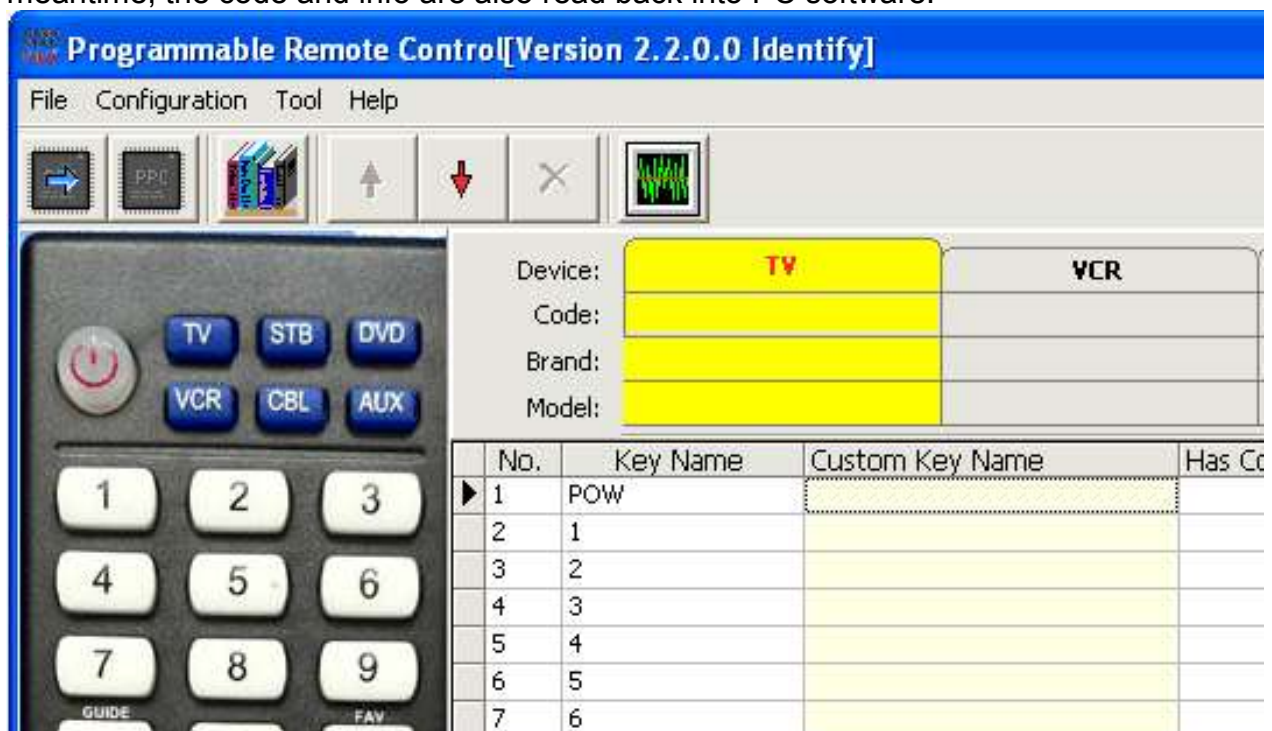 meantime, the code and info are also read back into PC software.
Programmable Remote Control[Version 2.2.0.0 Identify]
File Configuration Tool Help
PPC
Device: TV VCR
Code:
Brand:
Model:
TV STB DVD
VCR CBL AUX
1 2 3
4 5 6
7 8 9
GUIDE FAV
No. Key Name Custom Key Name Has Co
1 POW
2 1
3 2
4 3
5 4
6 5
7 6